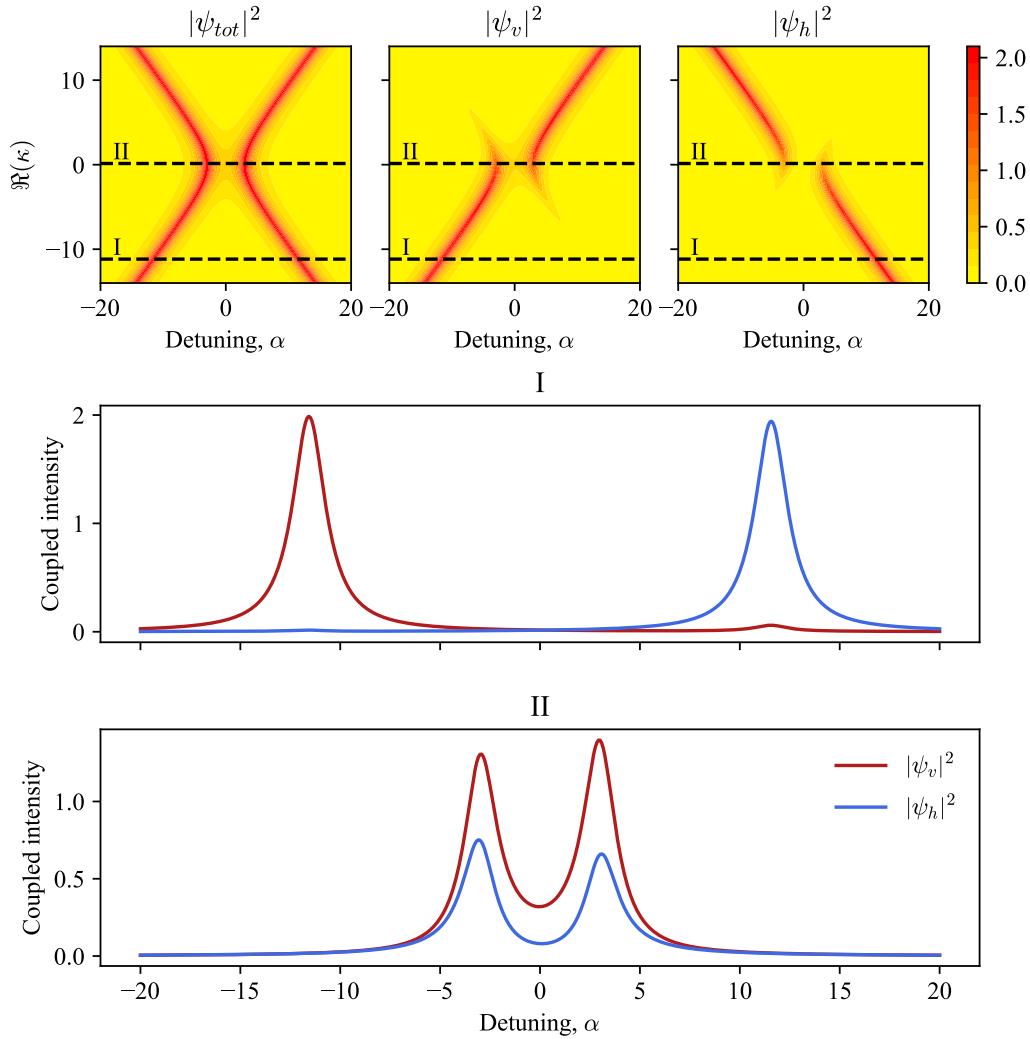 |ψ_tot|² |ψ_v|² |ψ_h|²
10
0
−10
ℜ(κ)
II II II
I I I
2.0
1.5
1.0
0.5
0.0
−20 0 20 −20 0 20 −20 0 20
Detuning, α Detuning, α Detuning, α
I
2
1
0
Coupled intensity
II
1.0
0.5
0.0
Coupled intensity
|ψ_v|²
|ψ_h|²
−20 −15 −10 −5 0 5 10 15 20
Detuning, α